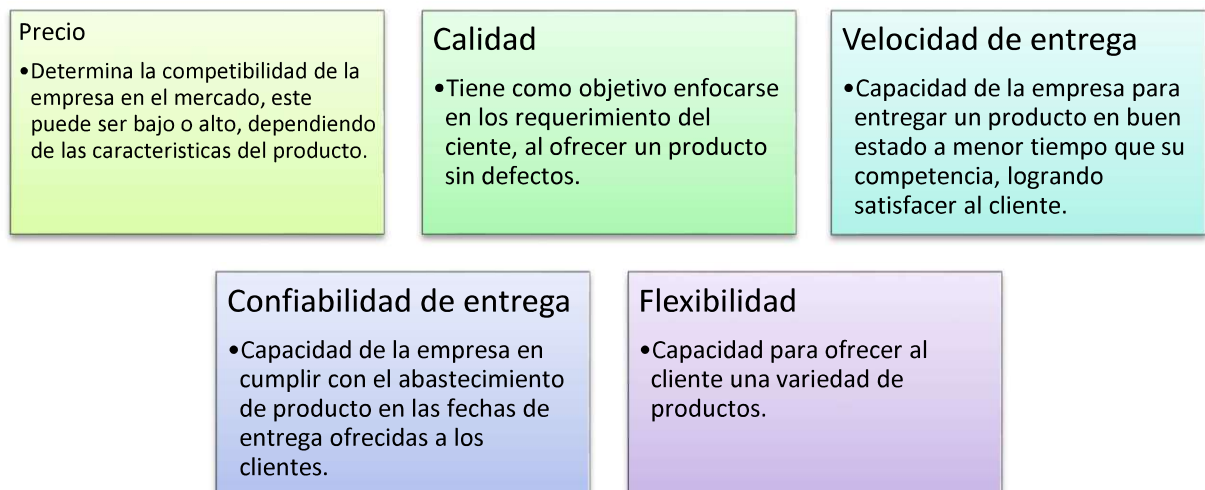 Precio
•Determina la competibilidad de la
empresa en el mercado, este
puede ser bajo o alto, dependiendo
de las caracteristicas del producto.
Calidad
•Tiene como objetivo enfocarse
en los requerimiento del
ciente, al ofrecer un producto
sin defectos.
Velocidad de entrega
•Capacidad de la empresa para
entregar un producto en buen
estado a menor tiempo que su
competencia, logrando
satisfacer al cliente.
Confiabilidad de entrega
•Capacidad de la empresa en
cumplir con el abastecimiento
de producto en las fechas de
entrega ofrecidas a los
clientes.
Flexibilidad
•Capacidad para ofrecer al
cliente una variedad de
productos.